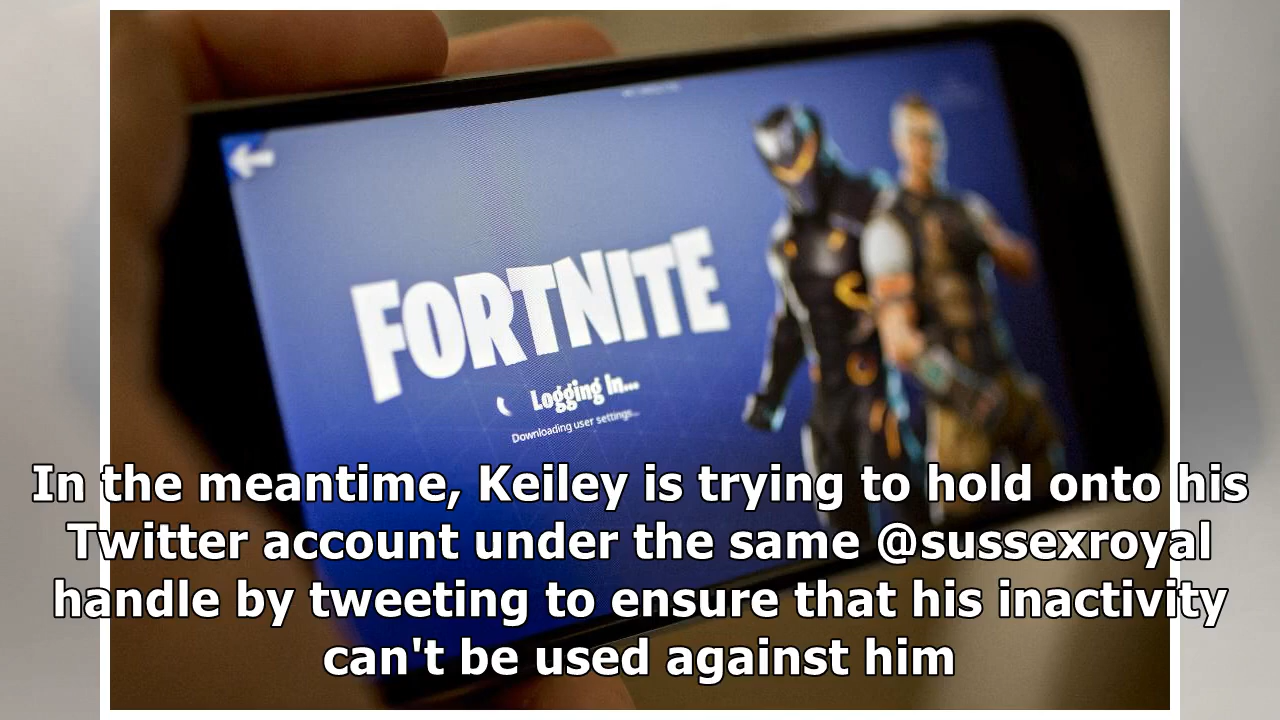 FORTNITE
Logging In...
Downloading user settings...
In the meantime, Keiley is trying to hold onto his
Twitter account under the same @sussexroyal
handle by tweeting to ensure that his inactivity
can't be used against him